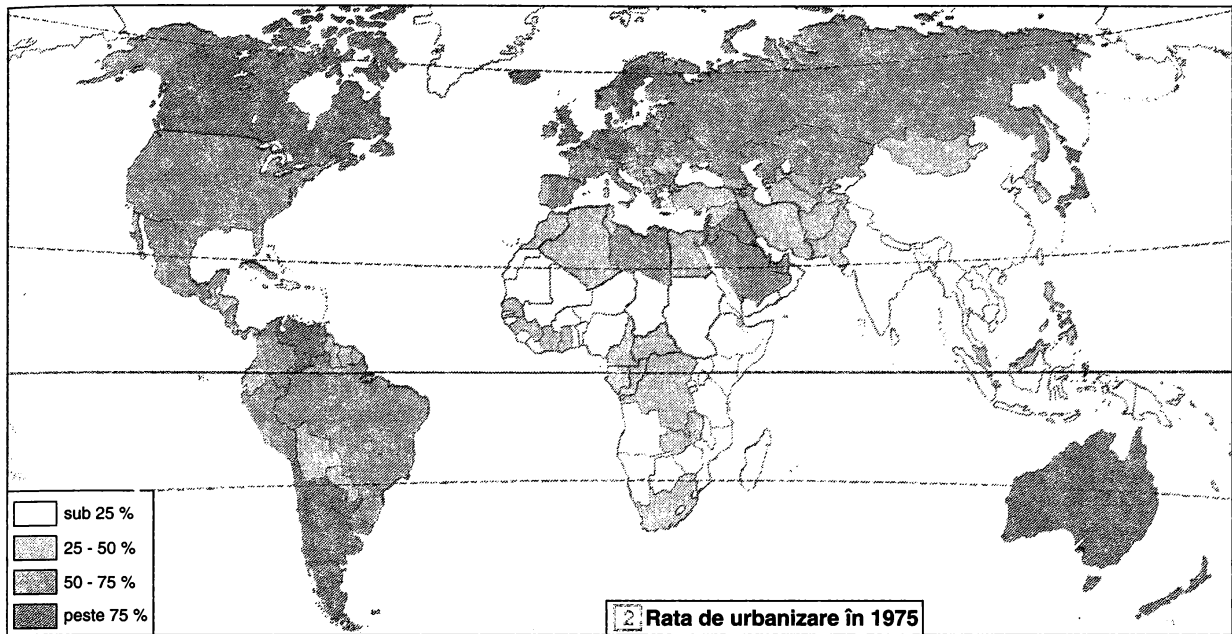 sub 25 %
25 - 50 %
50 - 75 %
peste 75 %
2 Rata de urbanizare în 1975